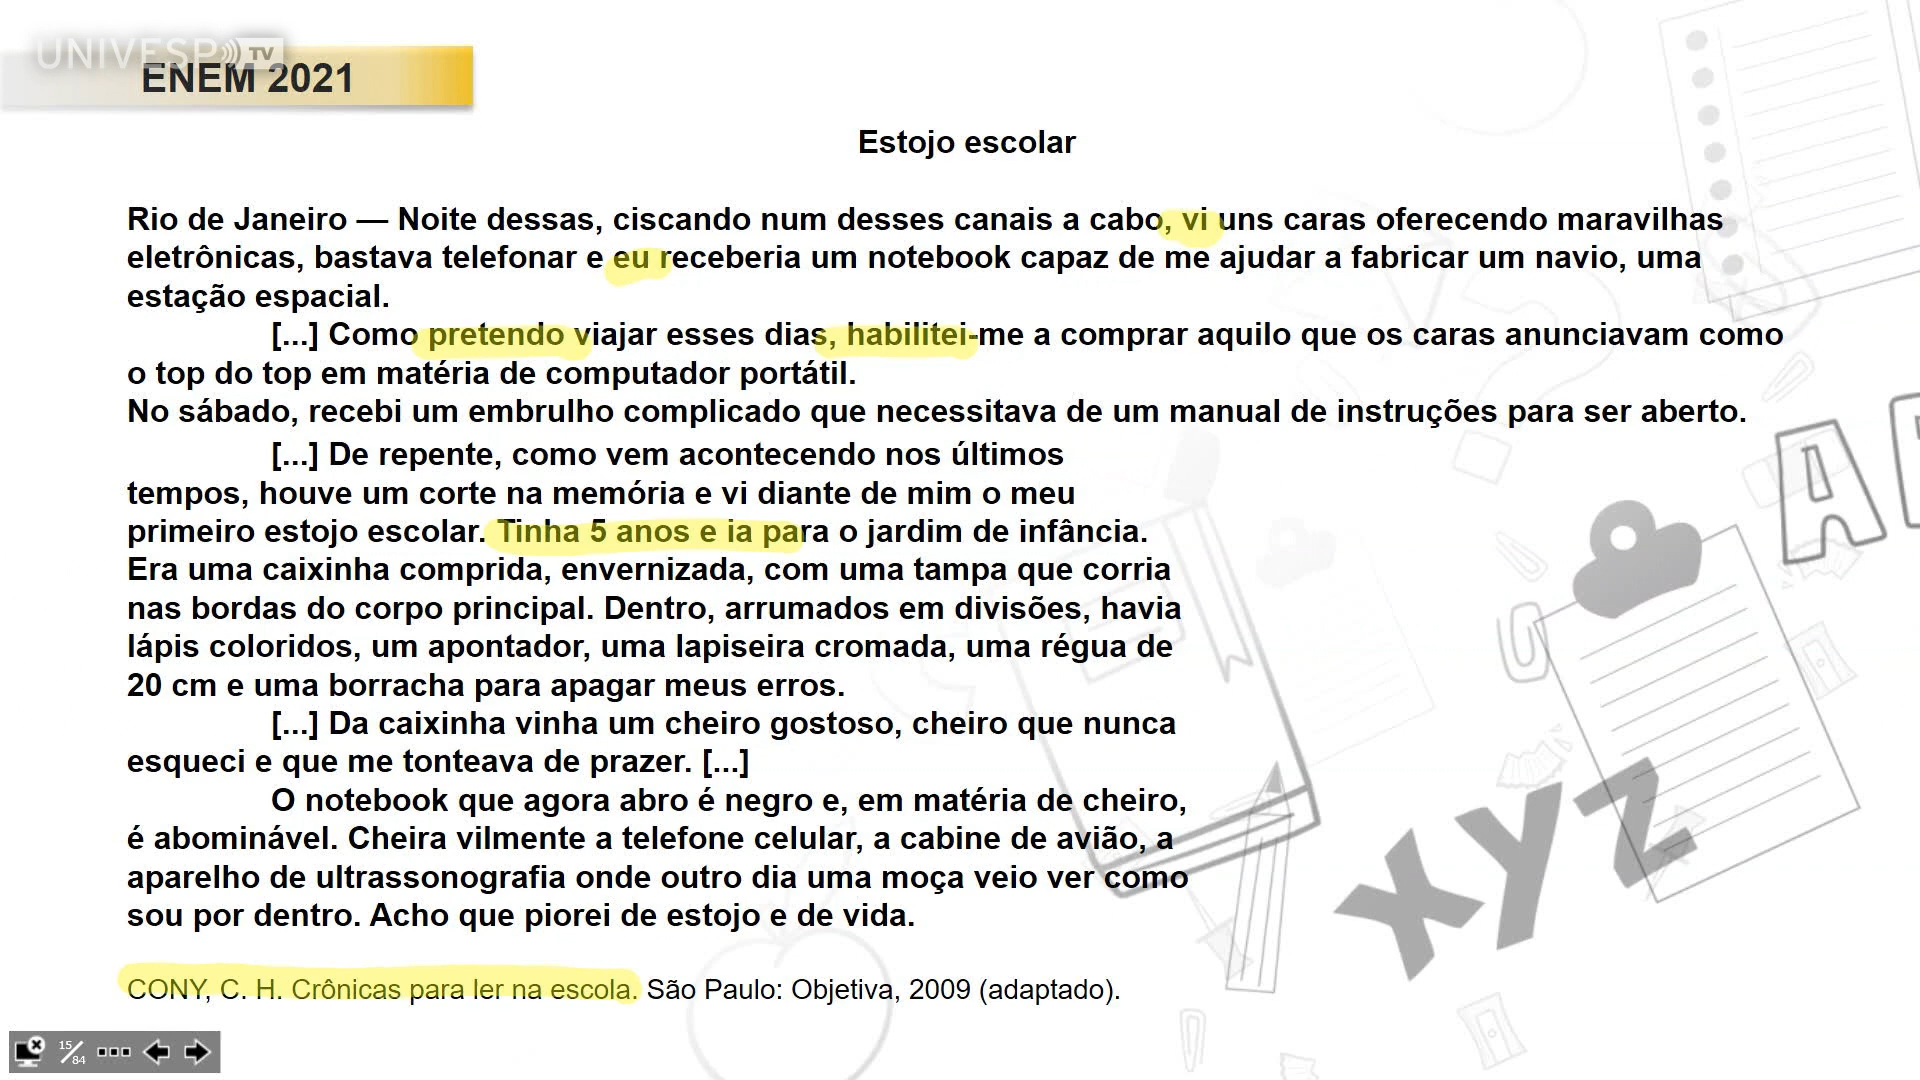 UNIVESP TV
ENEM 2021
Estojo escolar
Rio de Janeiro — Noite dessas, ciscando num desses canais a cabo, vi uns caras oferecendo maravilhas
eletrônicas, bastava telefonar e eu receberia um notebook capaz de me ajudar a fabricar um navio, uma
estação espacial.
[...] Como pretendo viajar esses dias, habilitei-me a comprar aquilo que os caras anunciavam como
o top do top em matéria de computador portátil.
No sábado, recebi um embrulho complicado que necessitava de um manual de instruções para ser aberto.
[...] De repente, como vem acontecendo nos últimos
tempos, houve um corte na memória e vi diante de mim o meu
primeiro estojo escolar. Tinha 5 anos e ia para o jardim de infância.
Era uma caixinha comprida, envernizada, com uma tampa que corria
nas bordas do corpo principal. Dentro, arrumados em divisões, havia
lápis coloridos, um apontador, uma lapiseira cromada, uma régua de
20 cm e uma borracha para apagar meus erros.
[...] Da caixinha vinha um cheiro gostoso, cheiro que nunca
esqueci e que me tonteava de prazer. [...]
O notebook que agora abro é negro e, em matéria de cheiro,
é abominável. Cheira vilmente a telefone celular, a cabine de avião, a
aparelho de ultrassonografia onde outro dia uma moça veio ver como
sou por dentro. Acho que piorei de estojo e de vida.
CONY, C. H. Crônicas para ler na escola. São Paulo: Objetiva, 2009 (adaptado).
XYZ
15/84